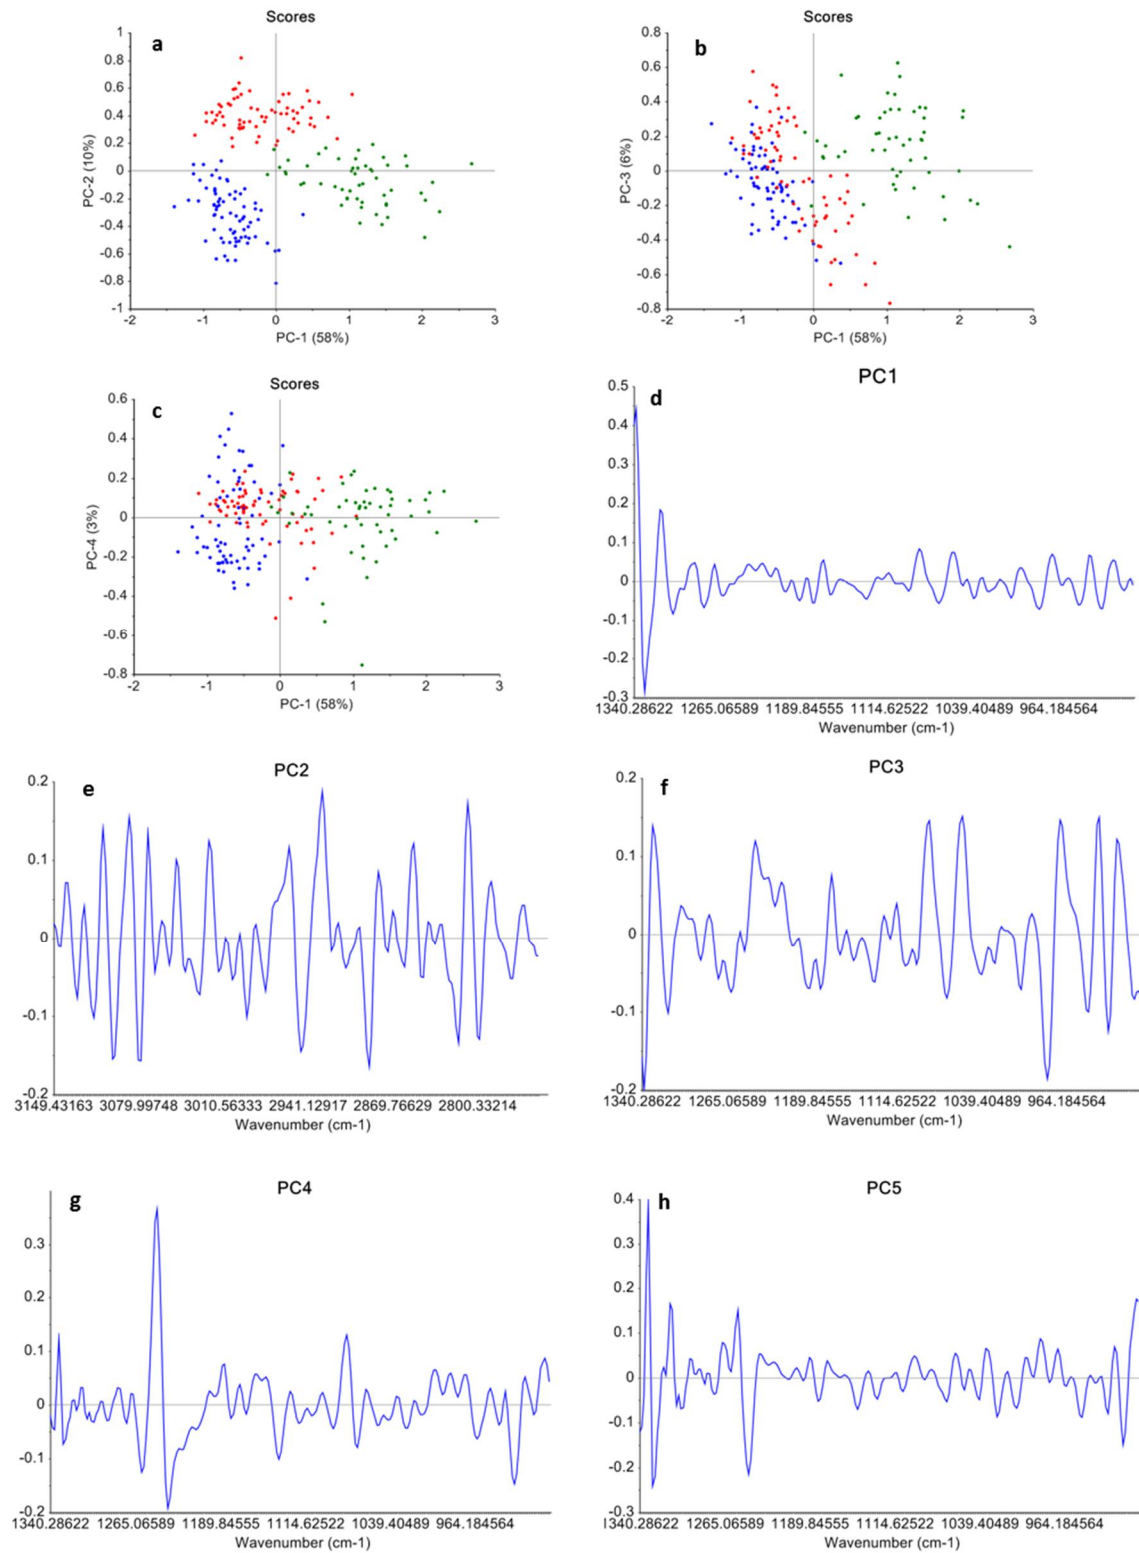 Scores
a
1
0.8
0.6
0.4
0.2
0
-0.2
-0.4
-0.6
-0.8
-1
PC-2 (10%)
-2 -1 0 1 2 3
PC-1 (58%)
Scores
b
0.8
0.6
0.4
0.2
0
-0.2
-0.4
-0.6
-0.8
PC-3 (6%)
-2 -1 0 1 2 3
PC-1 (58%)
Scores
c
0.6
0.4
0.2
0
-0.2
-0.4
-0.6
-0.8
PC-4 (3%)
-2 -1 0 1 2 3
PC-1 (58%)
PC1
d
0.5
0.4
0.3
0.2
0.1
0
-0.1
-0.2
-0.3
1340.28622 1265.06589 1189.84555 1114.62522 1039.40489 964.184564
Wavenumber (cm-1)
PC2
e
0.2
0.1
0
-0.1
-0.2
3149.43163 3079.99748 3010.56333 2941.12917 2869.76629 2800.33214
Wavenumber (cm-1)
PC3
f
0.2
0.1
0
-0.1
-0.2
1340.28622 1265.06589 1189.84555 1114.62522 1039.40489 964.184564
Wavenumber (cm-1)
PC4
g
0.3
0.2
0.1
0
-0.1
-0.2
1340.28622 1265.06589 1189.84555 1114.62522 1039.40489 964.184564
Wavenumber (cm-1)
PC5
h
0.4
0.3
0.2
0.1
0
-0.1
-0.2
-0.3
1340.28622 1265.06589 1189.84555 1114.62522 1039.40489 964.184564
Wavenumber (cm-1)